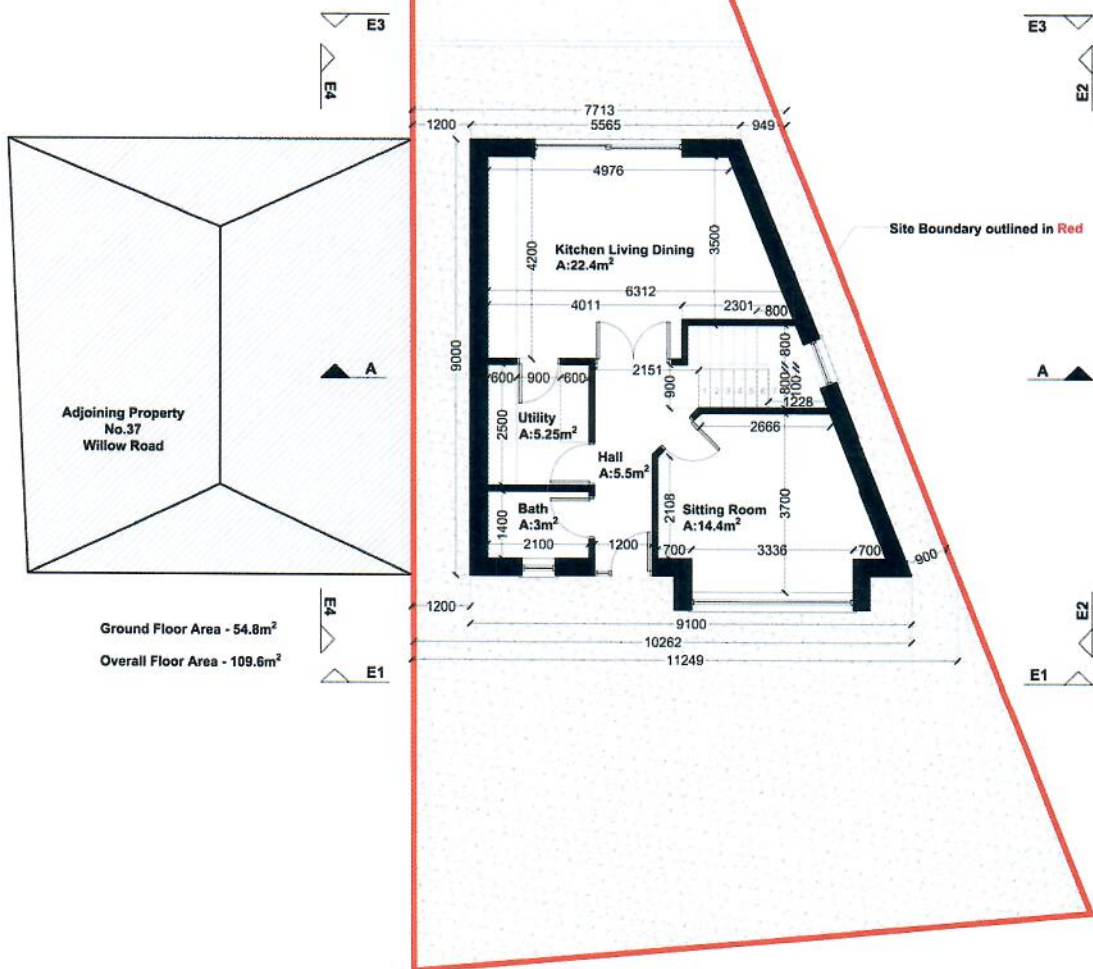 E3
E3
E4
E2
7713
1200
5565
949
4976
Site Boundary outlined in Red
4200
3500
Kitchen Living Dining
A:22.4m²
6312
4011
2301
800
9000
A
A
2151
800
600
900
600
900
800
100
1228
Adjoining Property
No.37
Willow Road
2500
Utility
A:5.25m²
2666
Hall
A:5.5m²
3700
2108
Sitting Room
A:14.4m²
Bath
A:3m²
1400
2100
1200
700
3336
700
900
E4
E2
1200
9100
Ground Floor Area - 54.8m²
10262
Overall Floor Area - 109.6m²
11249
E1
E1